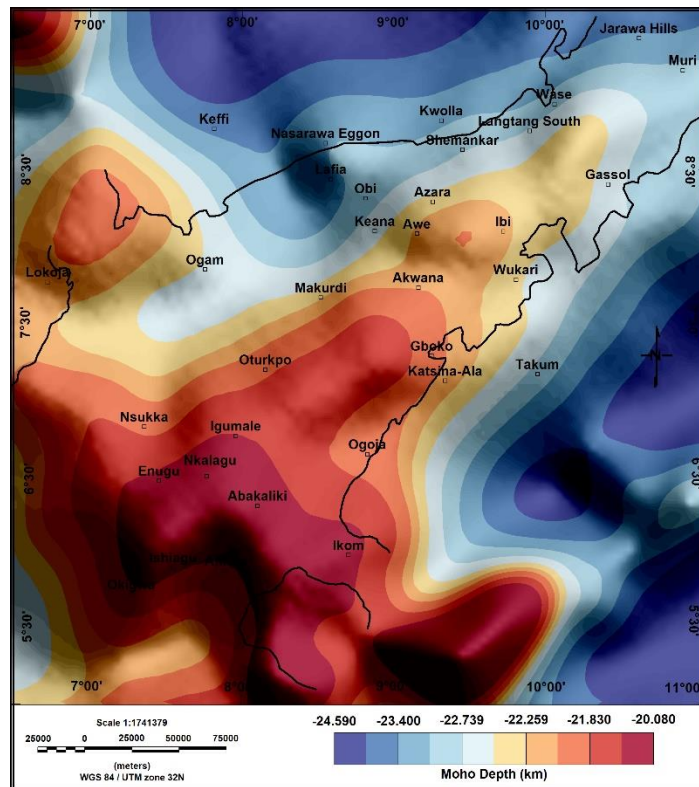 7°00' 8°00' 9°00' 10°00'
Jarawa Hills
Muri
Wase
Kwolla
Keffi
Langtang South
Nasarawa Eggon
Shemankar
8°30' 8°30'
Lafia
Gassol
Obi
Azara
Keana
Awe
Ibi
Ogam
Lokoja
Wukari
Akwana
Makurdi
7°30'
Gboko
Oturkpo
Katsina-Ala
Takum
N
Nsukka
Igumale
Ogoja
6°30' 6°30'
Nkalagu
Enugu
Abakaliki
Ikom
Okigwe
5°30' 5°30'
7°00' 8°00' 9°00' 10°00' 11°00'
Scale 1:1741379
25000 0 25000 50000 75000
(meters)
WGS 84 / UTM zone 32N
-24.590 -23.400 -22.739 -22.259 -21.830 -20.080
Moho Depth (km)